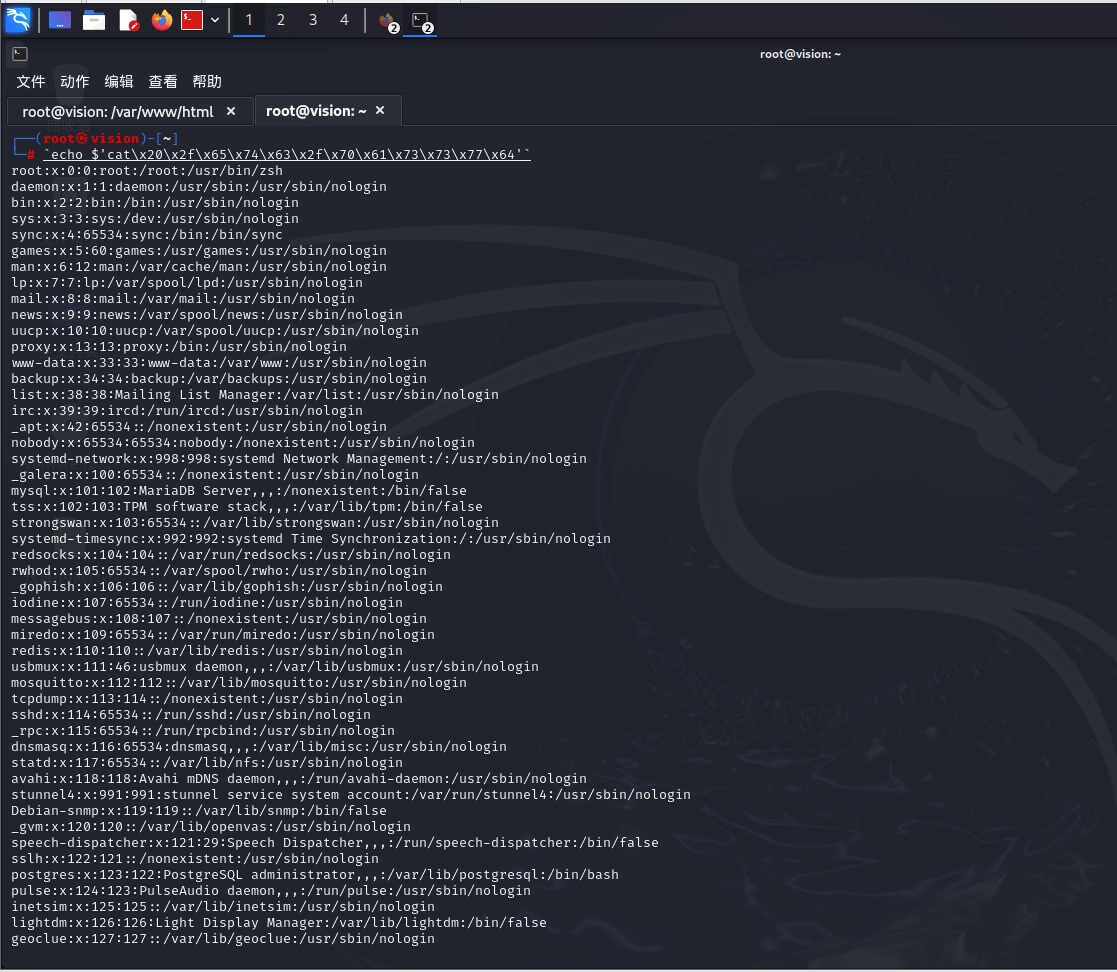 1 2 3 4 2 2
root@vision: ~
文件 动作 编辑 查看 帮助
root@vision: /var/www/html × root@vision: ~ ×
┌──(root㉿vision)-[~]
└─# `echo $'cat\x20\x2f\x65\x74\x63\x2f\x70\x61\x73\x73\x77\x64'`
root:x:0:0:root:/root:/usr/bin/zsh
daemon:x:1:1:daemon:/usr/sbin:/usr/sbin/nologin
bin:x:2:2:bin:/bin:/usr/sbin/nologin
sys:x:3:3:sys:/dev:/usr/sbin/nologin
sync:x:4:65534:sync:/bin:/bin/sync
games:x:5:60:games:/usr/games:/usr/sbin/nologin
man:x:6:12:man:/var/cache/man:/usr/sbin/nologin
lp:x:7:7:lp:/var/spool/lpd:/usr/sbin/nologin
mail:x:8:8:mail:/var/mail:/usr/sbin/nologin
news:x:9:9:news:/var/spool/news:/usr/sbin/nologin
uucp:x:10:10:uucp:/var/spool/uucp:/usr/sbin/nologin
proxy:x:13:13:proxy:/bin:/usr/sbin/nologin
www-data:x:33:33:www-data:/var/www:/usr/sbin/nologin
backup:x:34:34:backup:/var/backups:/usr/sbin/nologin
list:x:38:38:Mailing List Manager:/var/list:/usr/sbin/nologin
irc:x:39:39:ircd:/run/ircd:/usr/sbin/nologin
_apt:x:42:65534::/nonexistent:/usr/sbin/nologin
nobody:x:65534:65534:nobody:/nonexistent:/usr/sbin/nologin
systemd-network:x:998:998:systemd Network Management:/:/usr/sbin/nologin
_galera:x:100:65534::/nonexistent:/usr/sbin/nologin
mysql:x:101:102:MariaDB Server,,,:/nonexistent:/bin/false
tss:x:102:103:TPM software stack,,,:/var/lib/tpm:/bin/false
strongswan:x:103:65534::/var/lib/strongswan:/usr/sbin/nologin
systemd-timesync:x:992:992:systemd Time Synchronization:/:/usr/sbin/nologin
redsocks:x:104:104::/var/run/redsocks:/usr/sbin/nologin
rwhod:x:105:65534::/var/spool/rwho:/usr/sbin/nologin
_gophish:x:106:106::/var/lib/gophish:/usr/sbin/nologin
iodine:x:107:65534::/run/iodine:/usr/sbin/nologin
messagebus:x:108:107::/nonexistent:/usr/sbin/nologin
miredo:x:109:65534::/var/run/miredo:/usr/sbin/nologin
redis:x:110:110::/var/lib/redis:/usr/sbin/nologin
usbmux:x:111:46:usbmux daemon,,,:/var/lib/usbmux:/usr/sbin/nologin
mosquitto:x:112:112::/var/lib/mosquitto:/usr/sbin/nologin
tcpdump:x:113:114::/nonexistent:/usr/sbin/nologin
sshd:x:114:65534::/run/sshd:/usr/sbin/nologin
_rpc:x:115:65534::/run/rpcbind:/usr/sbin/nologin
dnsmasq:x:116:65534:dnsmasq,,,:/var/lib/misc:/usr/sbin/nologin
statd:x:117:65534::/var/lib/nfs:/usr/sbin/nologin
avahi:x:118:118:Avahi mDNS daemon,,,:/run/avahi-daemon:/usr/sbin/nologin
stunnel4:x:991:991:stunnel service system account:/var/run/stunnel4:/usr/sbin/nologin
Debian-snmp:x:119:119::/var/lib/snmp:/bin/false
_gvm:x:120:120::/var/lib/openvas:/usr/sbin/nologin
speech-dispatcher:x:121:29:Speech Dispatcher,,,:/run/speech-dispatcher:/bin/false
sslh:x:122:121::/nonexistent:/usr/sbin/nologin
postgres:x:123:122:PostgreSQL administrator,,,:/var/lib/postgresql:/bin/bash
pulse:x:124:123:PulseAudio daemon,,,:/run/pulse:/usr/sbin/nologin
inetsim:x:125:125::/var/lib/inetsim:/usr/sbin/nologin
lightdm:x:126:126:Light Display Manager:/var/lib/lightdm:/bin/false
geoclue:x:127:127::/var/lib/geoclue:/usr/sbin/nologin